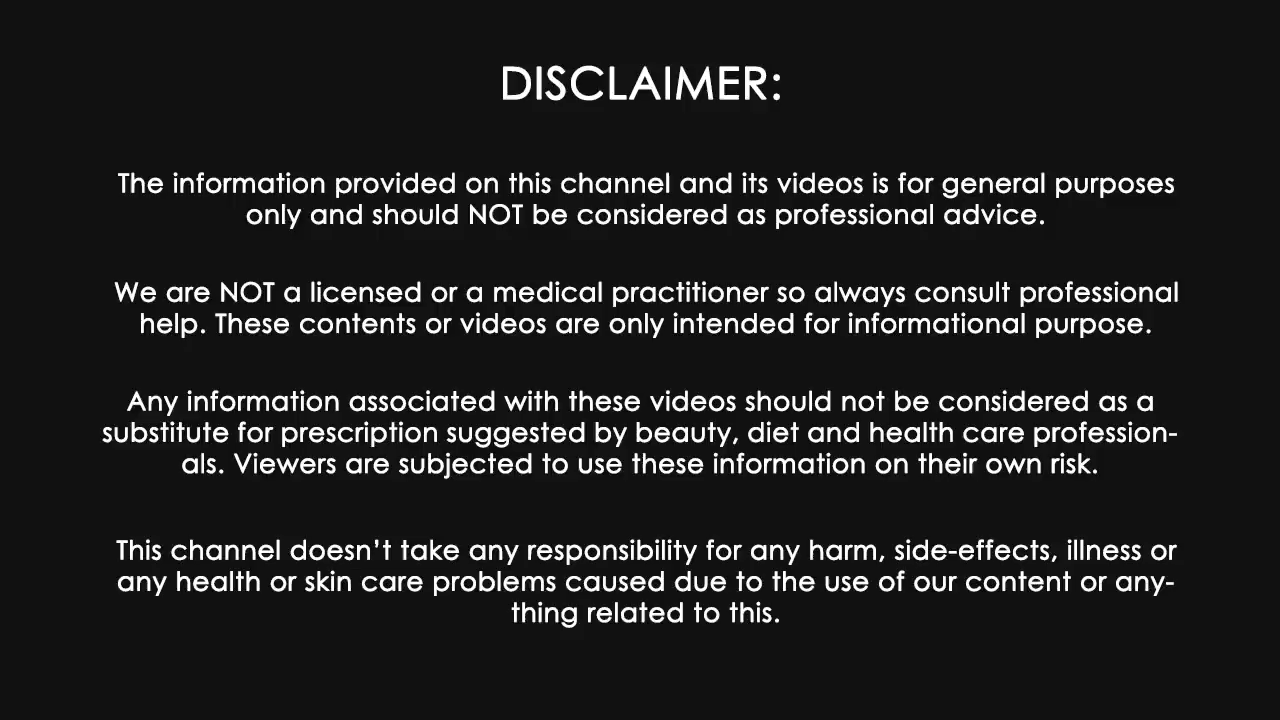 DISCLAIMER:
The information provided on this channel and its videos is for general purposes
only and should NOT be considered as professional advice.
We are NOT a licensed or a medical practitioner so always consult professional
help. These contents or videos are only intended for informational purpose.
Any information associated with these videos should not be considered as a
substitute for prescription suggested by beauty, diet and health care profession-
als. Viewers are subjected to use these information on their own risk.
This channel doesn’t take any responsibility for any harm, side-effects, illness or
any health or skin care problems caused due to the use of our content or any-
thing related to this.